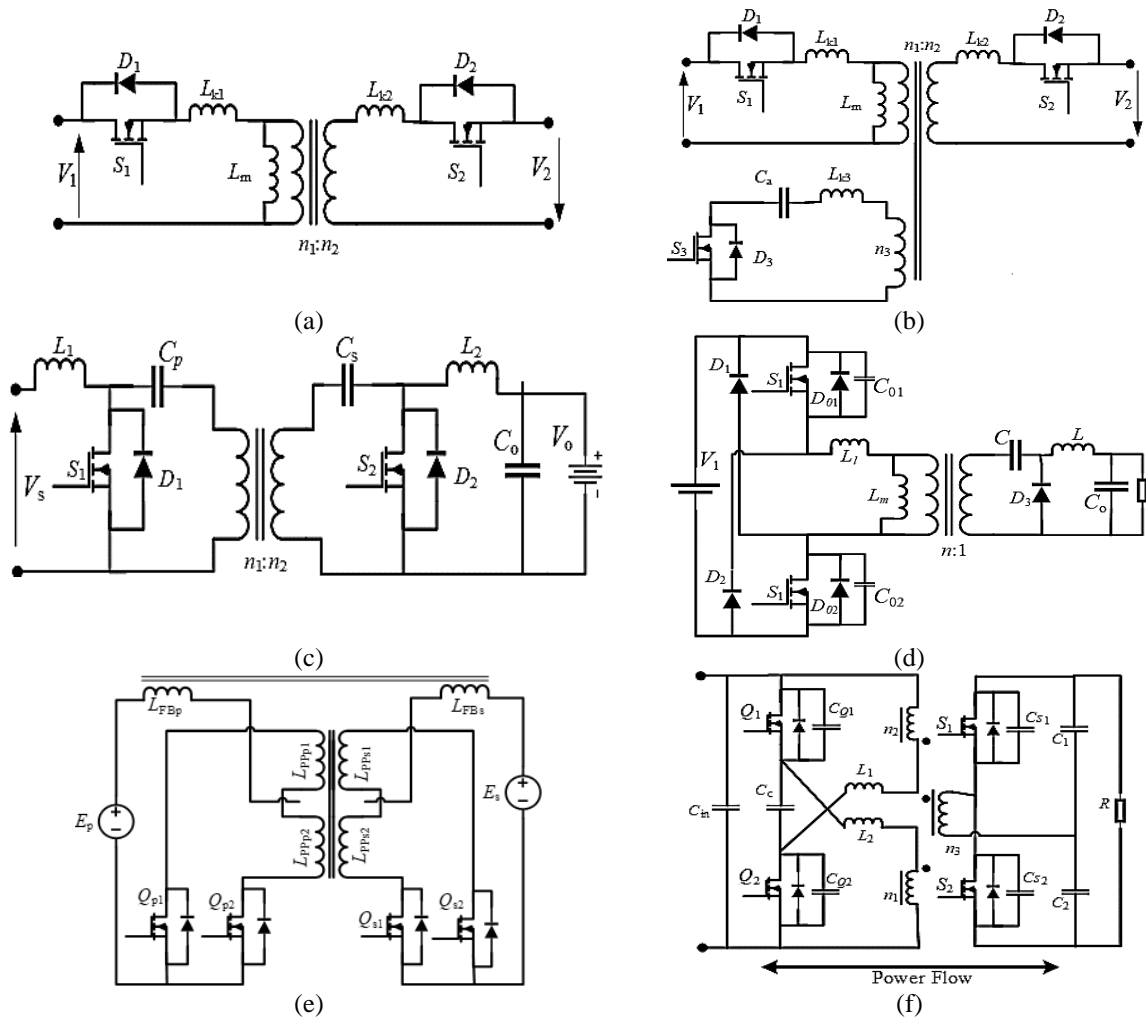 D1
Lk1
Lk2
D2
V1
S1
Lm
S2
V2
n1:n2
(a)
D1
Lk1
n1:n2
Lk2
D2
V1
S1
Lm
S2
V2
Ca
Lk3
S3
D3
n3
(b)
L1
Cp
Cs
L2
Vs
S1
D1
S2
D2
Co
Vo
+
-
n1:n2
(c)
D1
S1
D01
C01
V1
Ll
Lm
C
L
D3
Co
n:1
D2
S1
D02
C02
(d)
LFBp
LFBs
LPPp1
LPPs1
Ep
+
−
Es
+
−
LPPp2
LPPs2
Qp1
Qp2
Qs1
Qs2
(e)
Q1
CQ1
n2
S1
CS1
C1
Cin
Cc
L1
L2
n3
R
Q2
CQ2
n1
S2
CS2
C2
Power Flow
(f)